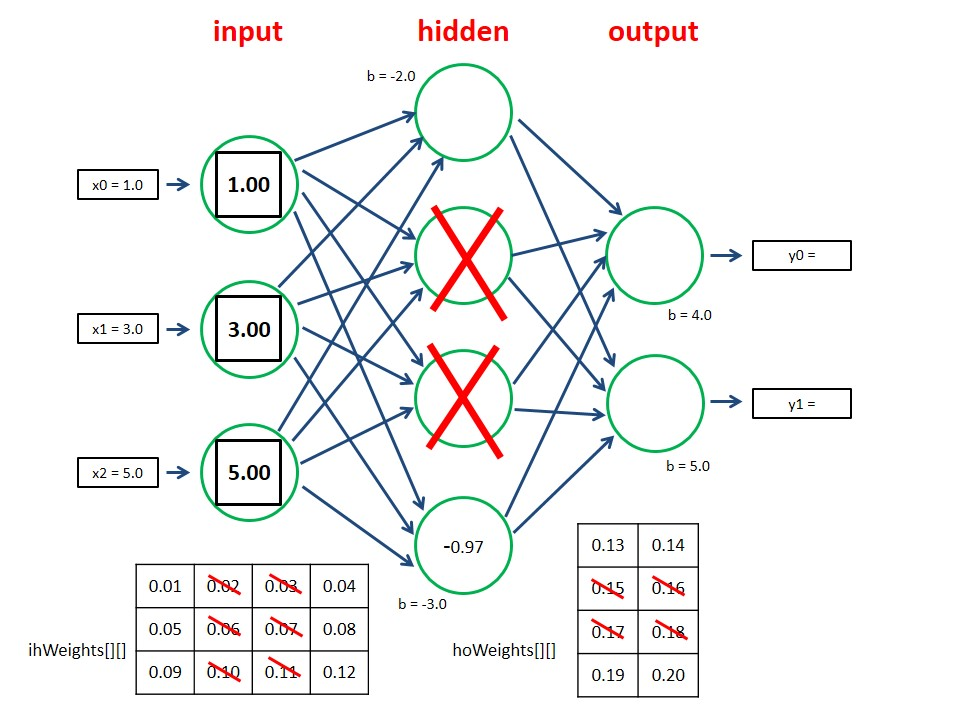 input hidden output
b = -2.0
x0 = 1.0
1.00
y0 =
b = 4.0
x1 = 3.0
3.00
y1 =
b = 5.0
x2 = 5.0
5.00
-0.97
b = -3.0
ihWeights[][]
0.01 0.02 0.03 0.04
0.05 0.06 0.07 0.08
0.09 0.10 0.11 0.12
hoWeights[][]
0.13 0.14
0.15 0.16
0.17 0.18
0.19 0.20